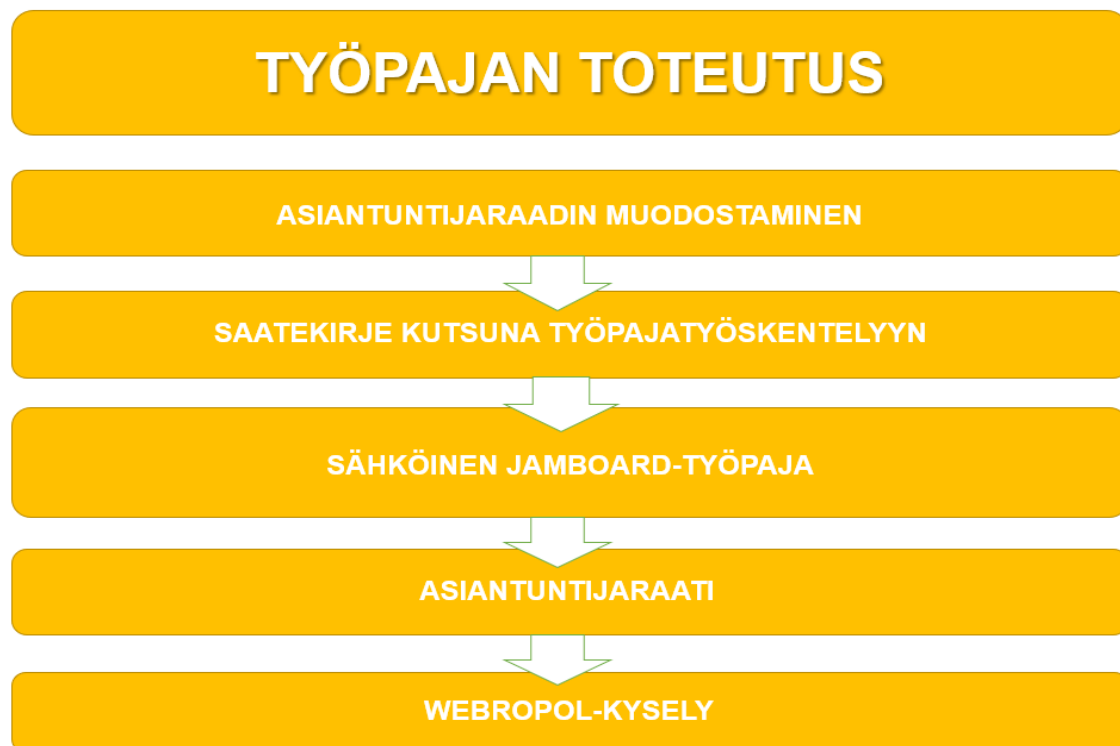 TYÖPAJAN TOTEUTUS
ASIANTUNTIJARAADIN MUODOSTAMINEN
SAATEKIRJE KUTSUNA TYÖPAJATYÖSKENTELYYN
SÄHKÖINEN JAMBOARD-TYÖPAJA
ASIANTUNTIJARAATI
WEBROPOL-KYSELY